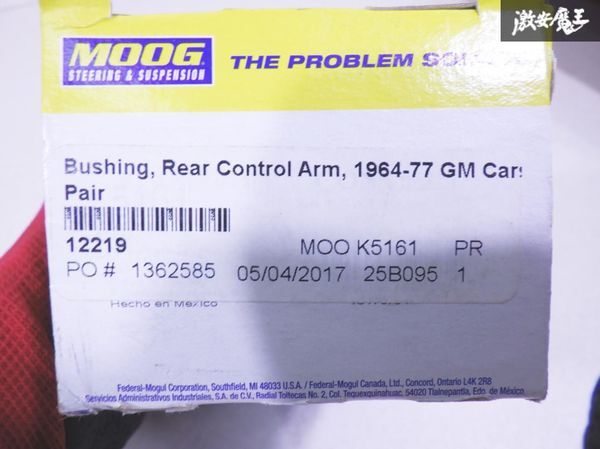 激安魔王
MOOG
STEERING & SUSPENSION
THE PROBLEM
Bushing, Rear Control Arm, 1964-77 GM Cars
Pair
12219 MOO K5161 PR
PO # 1362585 05/04/2017 25B095 1
Hecho en Mexico
Federal-Mogul Corporation, Southfield, MI 48033 U.S.A. / Federal-Mogul Canada, Ltd., Concord, Ontario L4K 2R8
Servicios Administrativos Industriales, S.A. de C.V., Radial Toltecas No. 2, Col. Tequexquinahuac, 54020 Tlalnepantla, Edo. de México